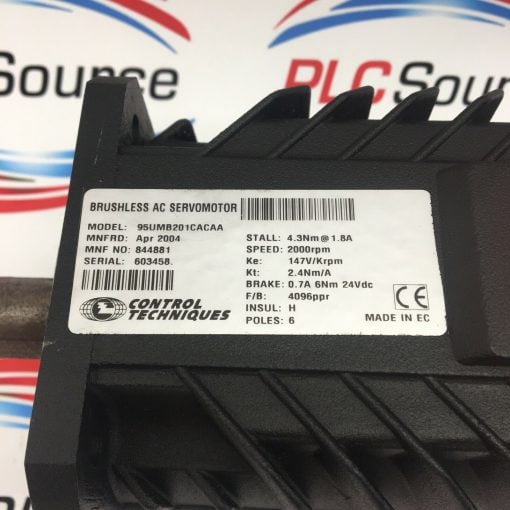 Source
PLC Source
BRUSHLESS AC SERVOMOTOR
MODEL: 95UMB201CACAA
MNFRD: Apr 2004
MNF NO: 844881
SERIAL: 603458.
CONTROL
TECHNIQUES
STALL: 4.3Nm@1.8A
SPEED: 2000rpm
Ke: 147V/Krpm
Kt: 2.4Nm/A
BRAKE: 0.7A 6Nm 24Vdc
F/B: 4096ppr
INSUL: H
POLES: 6
CE
MADE IN EC